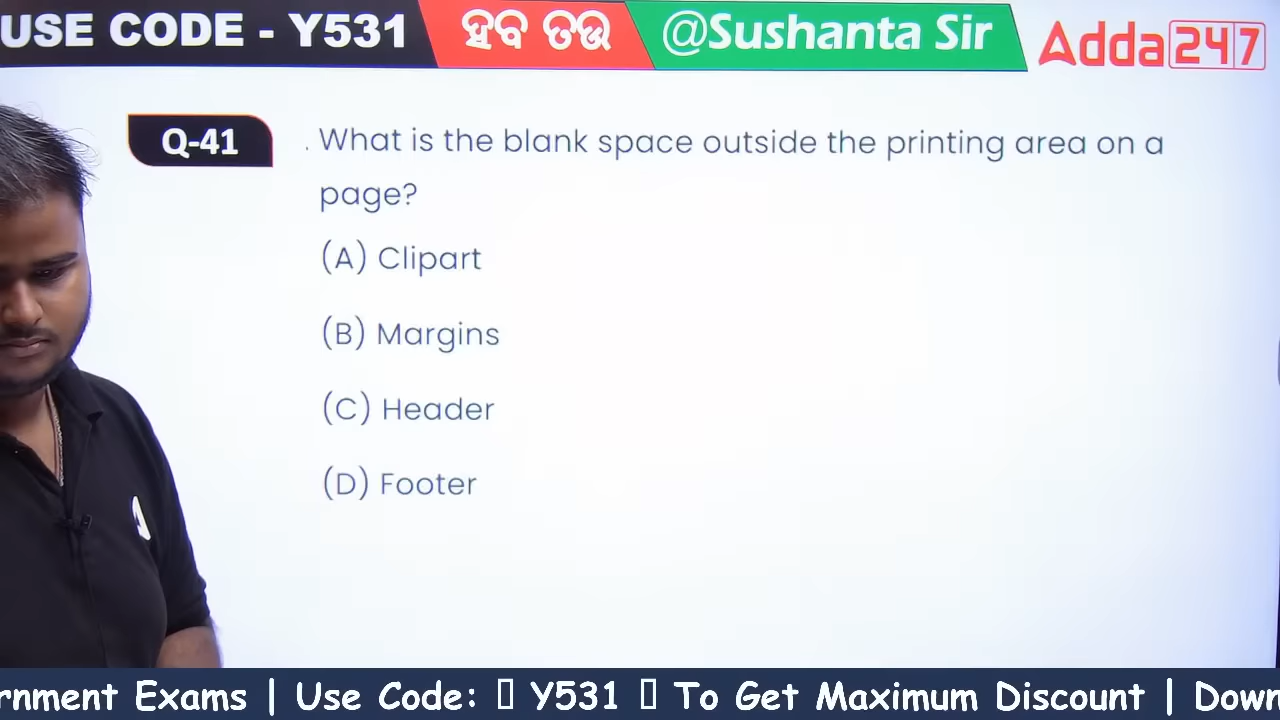 USE CODE - Y531
ହବ ତଉ
@Sushanta Sir
Adda247
Q-41
. What is the blank space outside the printing area on a
page?
(A) Clipart
(B) Margins
(C) Header
(D) Footer
rnment Exams | Use Code: Y531 To Get Maximum Discount | Down